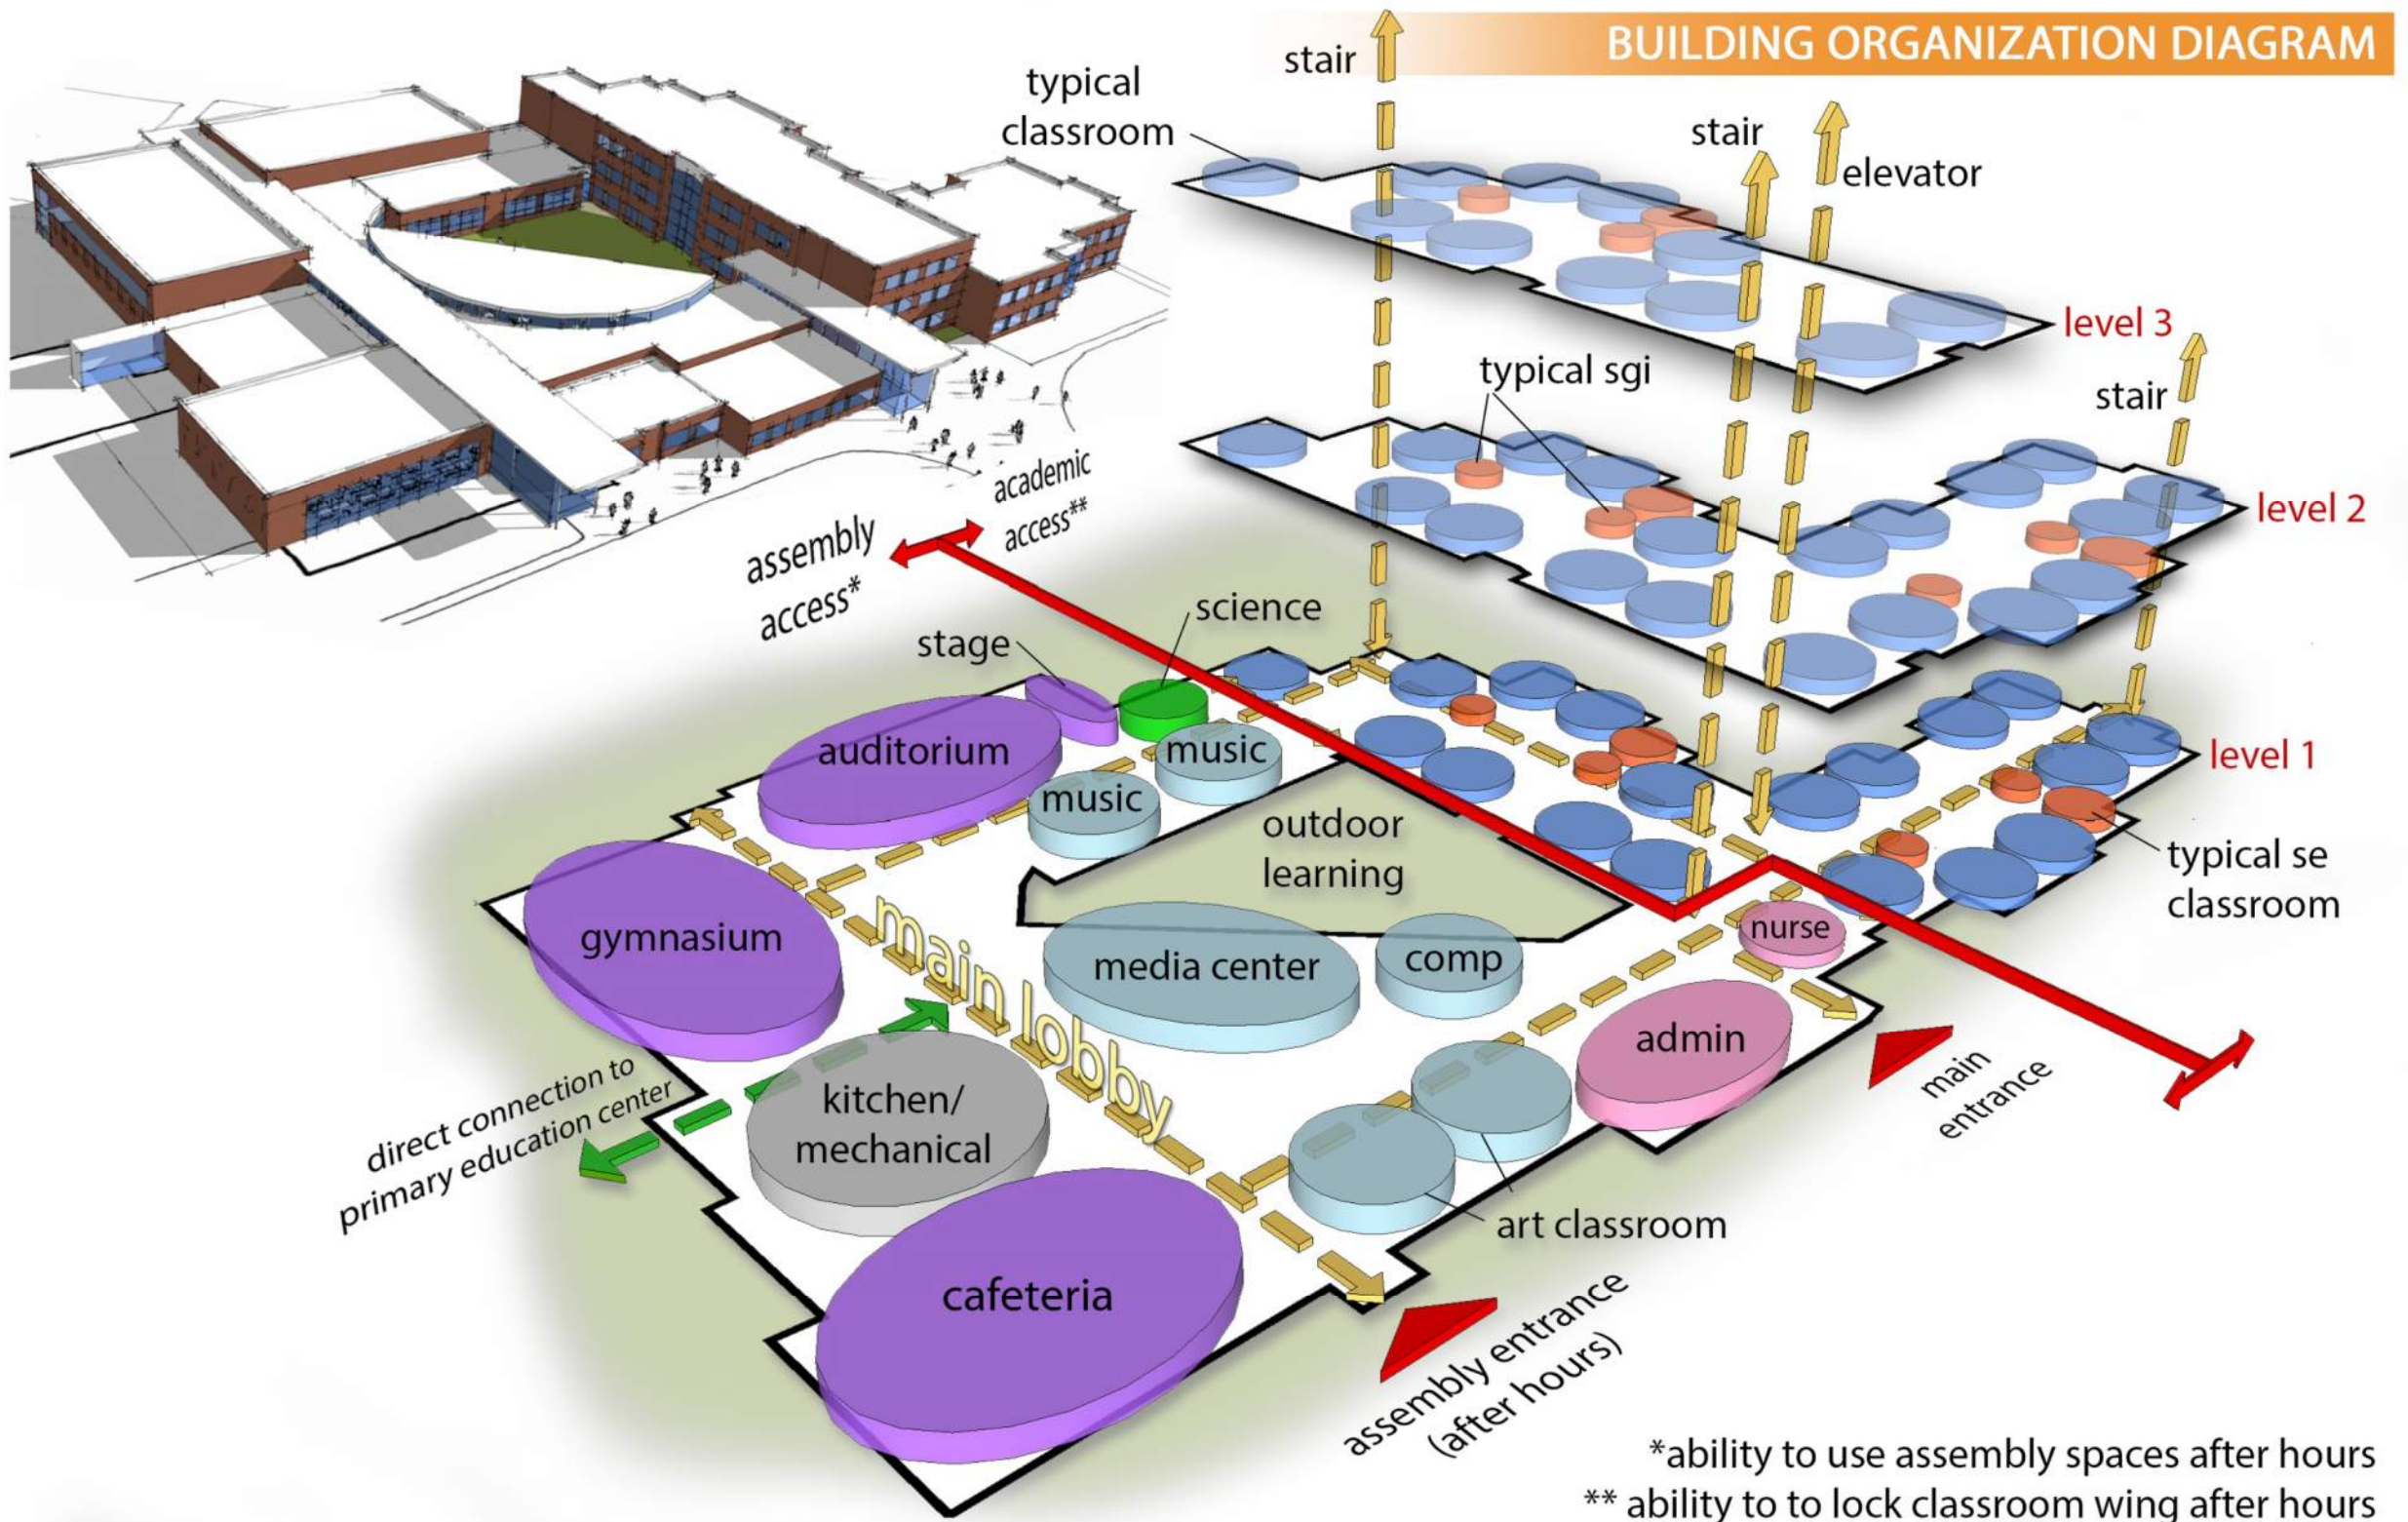 BUILDING ORGANIZATION DIAGRAM
stair
typical
classroom
stair
elevator
level 3
typical sgi
stair
level 2
academic
access**
assembly
access*
science
stage
level 1
auditorium
music
music
outdoor
learning
typical se
classroom
gymnasium
main lobby
media center
comp
nurse
admin
main
entrance
direct connection to
primary education center
kitchen/
mechanical
art classroom
cafeteria
assembly entrance
(after hours)
*ability to use assembly spaces after hours
** ability to to lock classroom wing after hours